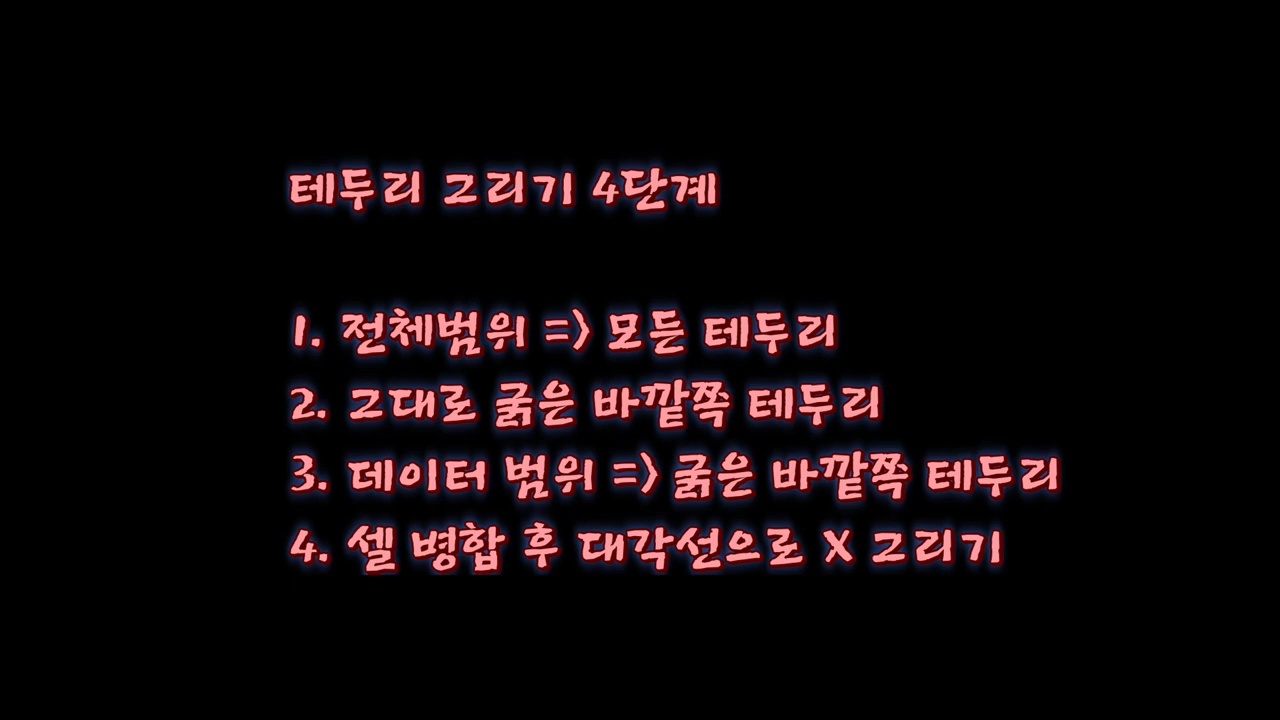 테두리 그리기 4단계
1. 전체범위 => 모든 테두리
2. 그대로 굵은 바깥쪽 테두리
3. 데이터 범위 => 굵은 바깥쪽 테두리
4. 셀 병합 후 대각선으로 X 그리기